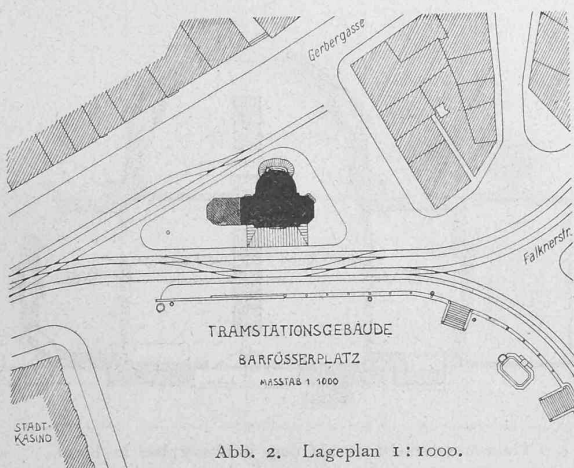 Gerbergasse
Falknerstr.
TRAMSTATIONSGEBÄUDE
BARFÜSSERPLATZ
MASSTAB 1 1000
STADT-
KASINO
Abb. 2. Lageplan 1:1000.